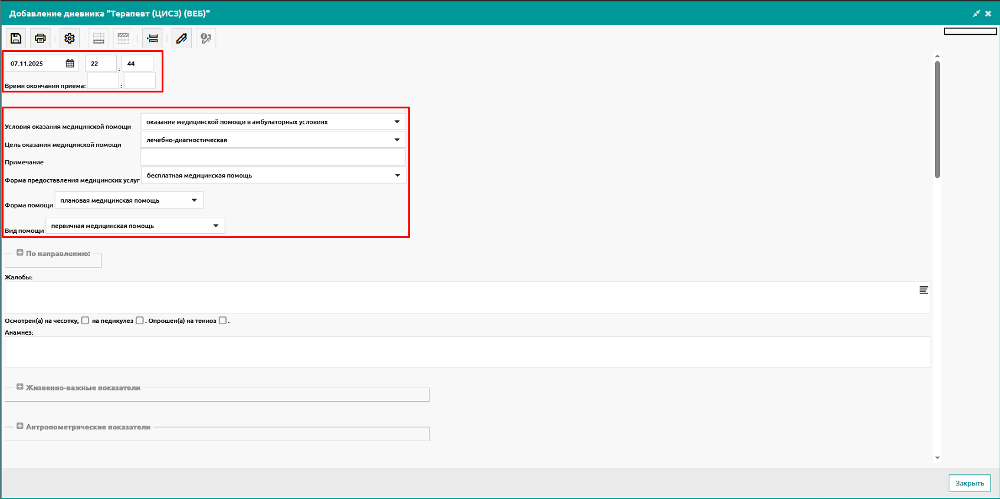 Добавление дневника "Терапевт (ЦИСЗ) (ВЕБ)"
07.11.2025 22 : 44
Время окончания приема: :
Условия оказания медицинской помощи оказание медицинской помощи в амбулаторных условиях
Цель оказания медицинской помощи лечебно-диагностическая
Примечание
Форма предоставления медицинских услуг бесплатная медицинская помощь
Форма помощи плановая медицинская помощь
Вид помощи первичная медицинская помощь
По направлению:
Жалобы:
Осмотрен(а) на чесотку, на педикулез . Опрошен(а) на тениоз .
Анамнез:
Жизненно-важные показатели
Антропометрические показатели
Закрыть